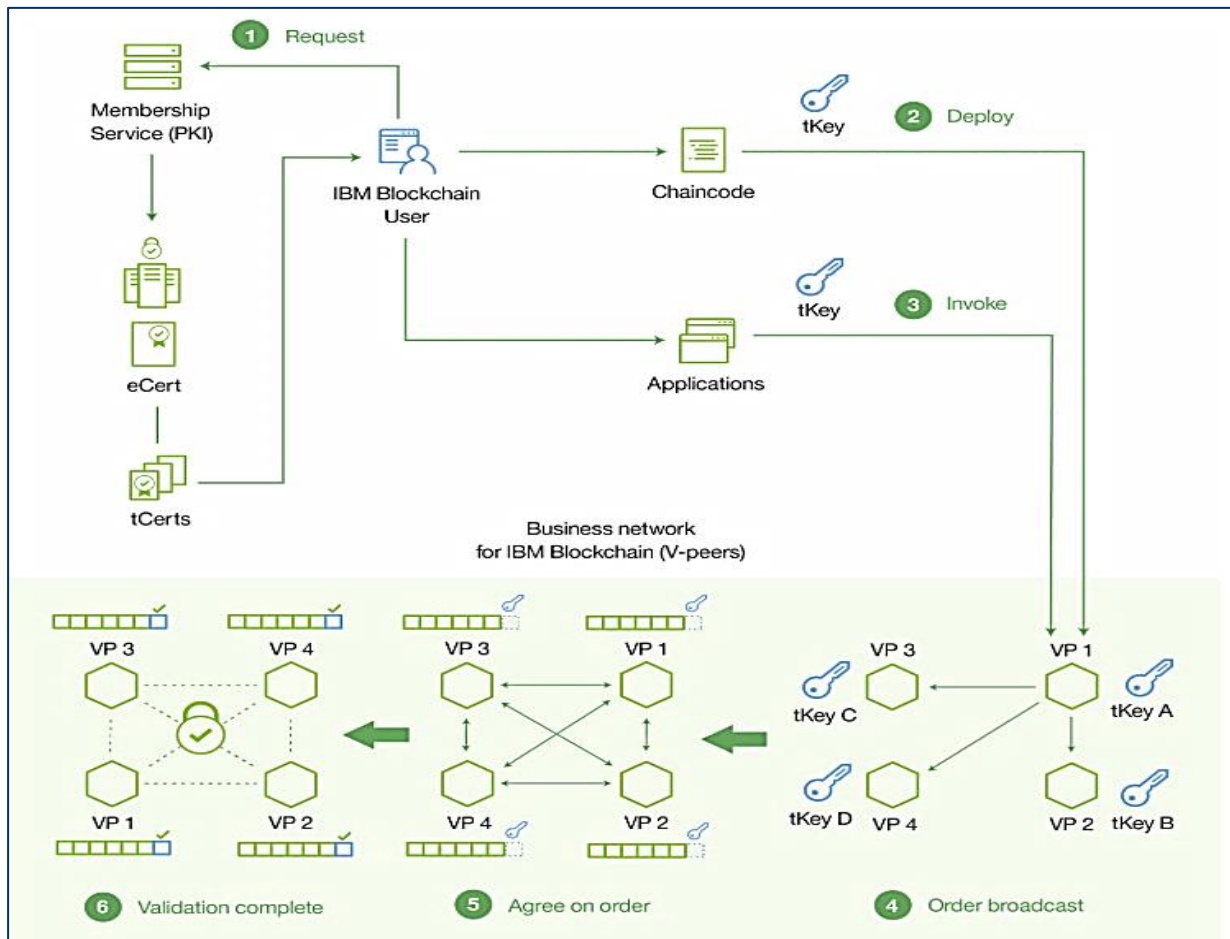 1 Request
Membership
Service (PKI)
IBM Blockchain
User
tKey
2 Deploy
Chaincode
tKey
3 Invoke
Applications
eCert
tCerts
Business network
for IBM Blockchain (V-peers)
VP 3
VP 4
VP 1
VP 2
6 Validation complete
VP 3
VP 1
VP 4
VP 2
5 Agree on order
VP 3
VP 1
tKey C
tKey A
tKey D
VP 4
VP 2
tKey B
4 Order broadcast